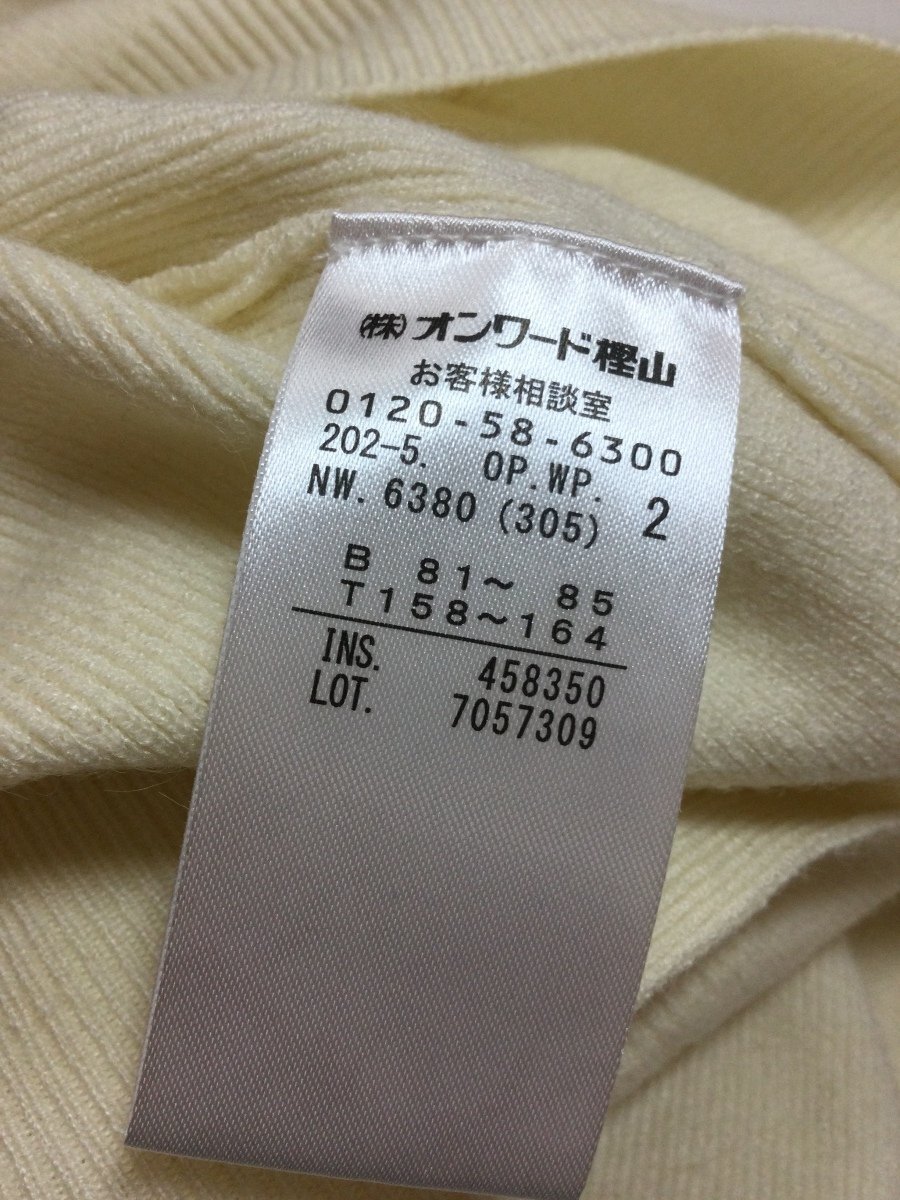 (株)オンワード樫山
お客様相談室
0120-58-6300
202-5. OP.WP. 2
NW. 6380 (305)
B 81～ 85
T 158～164
INS. 458350
LOT. 7057309